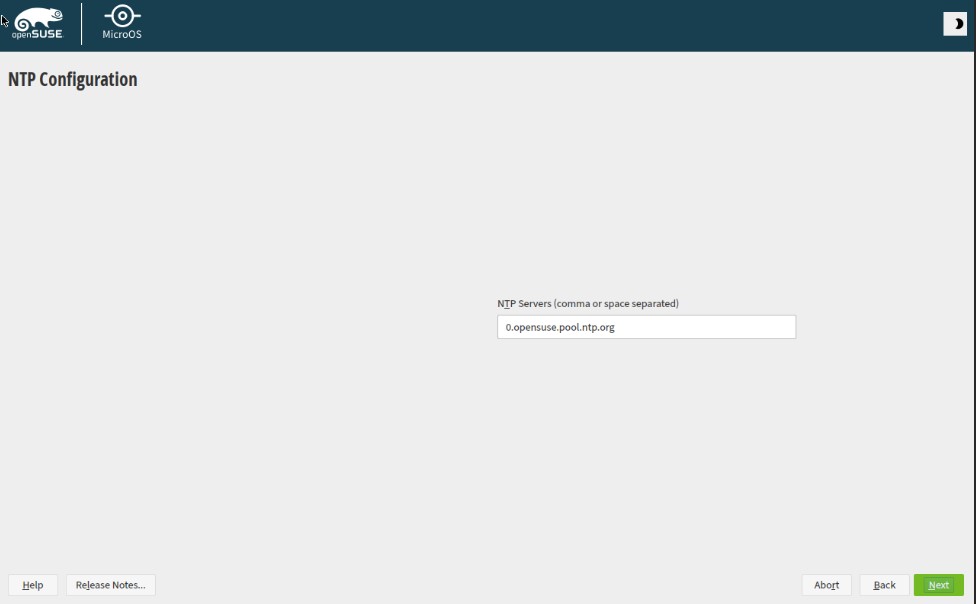 openSUSE
MicroOS
NTP Configuration
NTP Servers (comma or space separated)
0.opensuse.pool.ntp.org
Help
Release Notes...
Abort
Back
Next